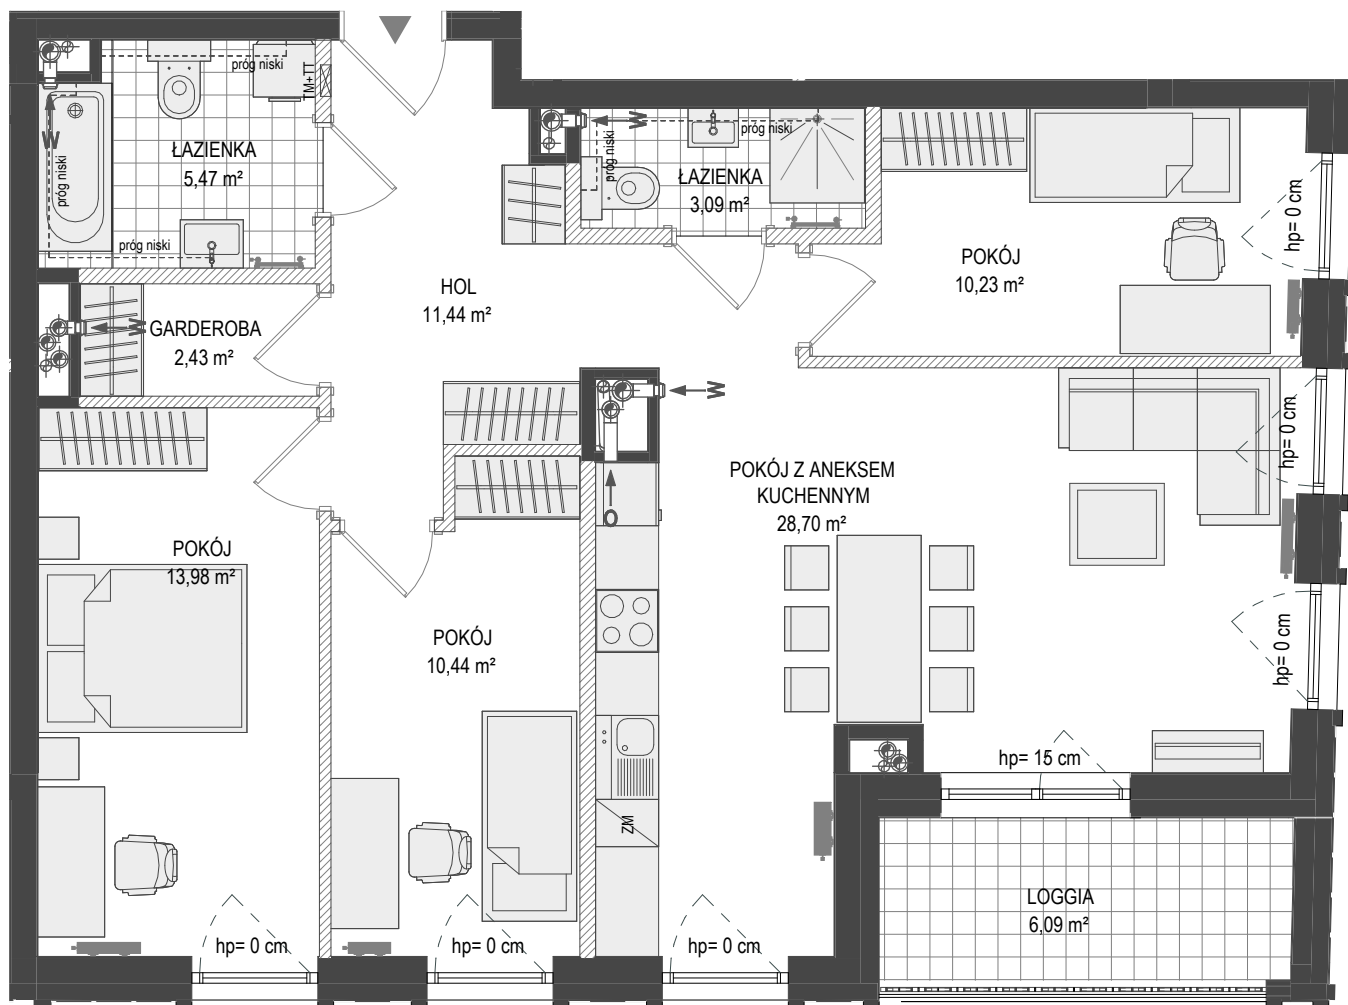 próg niski
TM+TT
W
próg niski
ŁAZIENKA
5,47 m²
próg niski
W
próg niski
próg niski
ŁAZIENKA
3,09 m²
POKÓJ
10,23 m²
hp= 0 cm
HOL
11,44 m²
W
GARDEROBA
2,43 m²
W
hp= 0 cm
POKÓJ Z ANEKSEM
KUCHENNYM
28,70 m²
O
POKÓJ
13,98 m²
POKÓJ
10,44 m²
hp= 0 cm
hp= 15 cm
ZM
LOGGIA
6,09 m²
hp= 0 cm
hp= 0 cm
hp= 0 cm